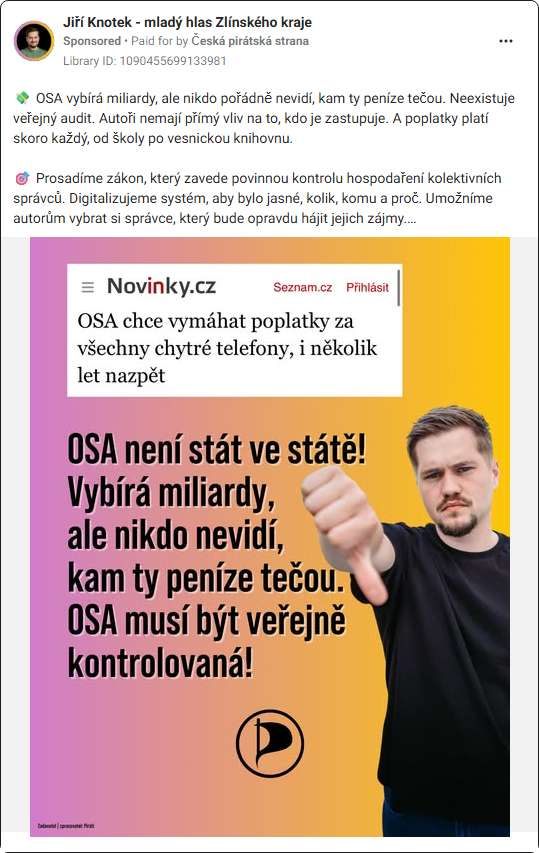 Jiří Knotek - mladý hlas Zlínského kraje
Sponsored • Paid for by Česká pirátská strana
Library ID: 1090455699133981
💸 OSA vybírá miliardy, ale nikdo pořádně nevidí, kam ty peníze tečou. Neexistuje
veřejný audit. Autoři nemají přímý vliv na to, kdo je zastupuje. A poplatky platí
skoro každý, od školy po vesnickou knihovnu.
🎯 Prosadíme zákon, který zavede povinnou kontrolu hospodaření kolektivních
správců. Digitalizujeme systém, aby bylo jasné, kolik, komu a proč. Umožníme
autorům vybrat si správce, který bude opravdu hájit jejich zájmy....
Novinky.cz
Seznam.cz Přihlásit
OSA chce vymáhat poplatky za
všechny chytré telefony, i několik
let nazpět
OSA není stát ve státě!
Vybírá miliardy,
ale nikdo nevidí,
kam ty peníze tečou.
OSA musí být veřejně
kontrolovaná!
Zadavatel | zpracovatel: Piráti